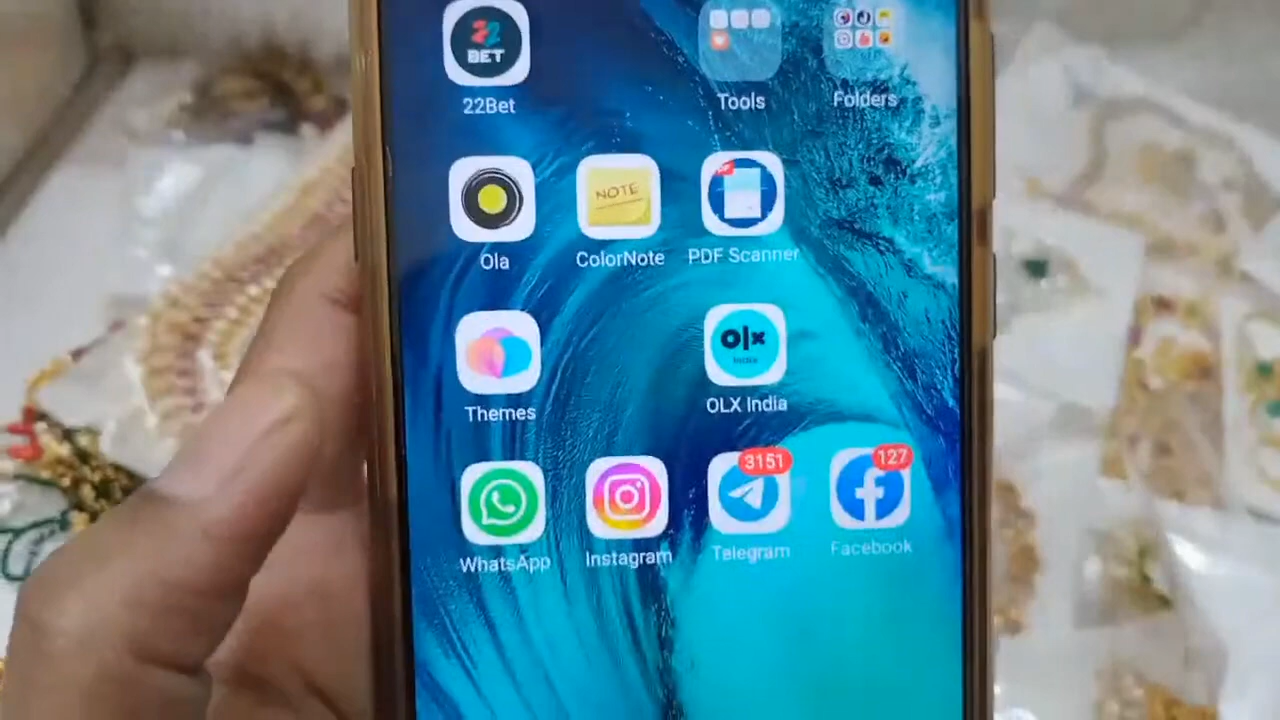 22
BET
22Bet
Tools
Folders
NOTE
Ola
ColorNote
PDF Scanner
Themes
olx
India
OLX India
3151
127
WhatsApp
Instagram
Telegram
Facebook